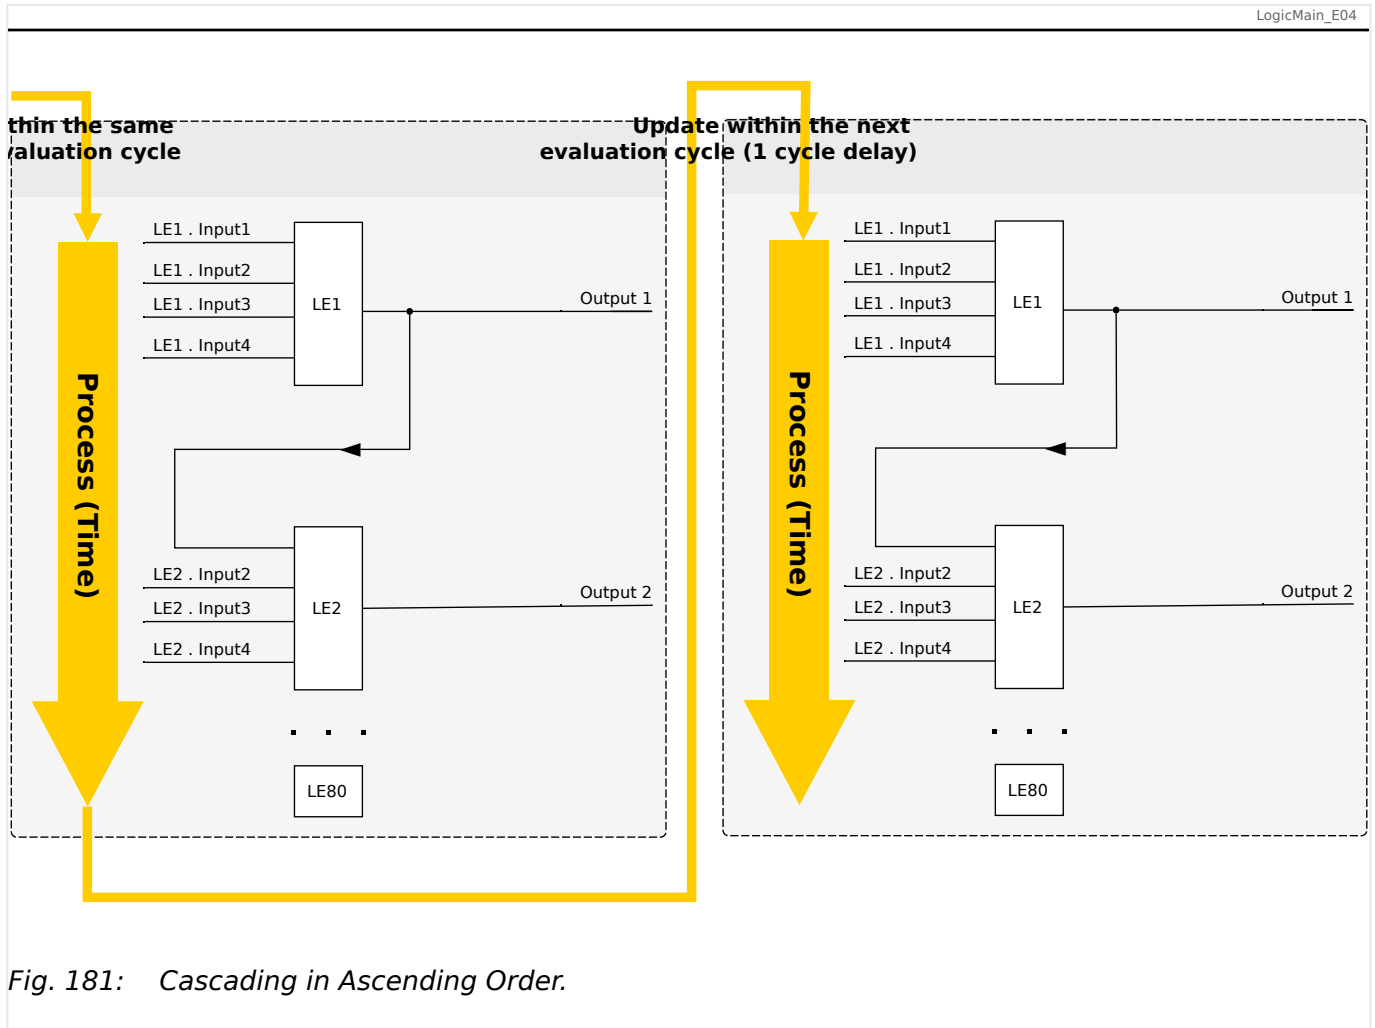 LogicMain_E04
thin the same
valuation cycle
Update within the next
evaluation cycle (1 cycle delay)
LE1 . Input1
LE1 . Input2
LE1 . Input3
LE1 . Input4
LE1
Output 1
Process (Time)
LE2 . Input2
LE2 . Input3
LE2 . Input4
LE2
Output 2
LE80
LE1 . Input1
LE1 . Input2
LE1 . Input3
LE1 . Input4
LE1
Output 1
Process (Time)
LE2 . Input2
LE2 . Input3
LE2 . Input4
LE2
Output 2
LE80
Fig. 181: Cascading in Ascending Order.